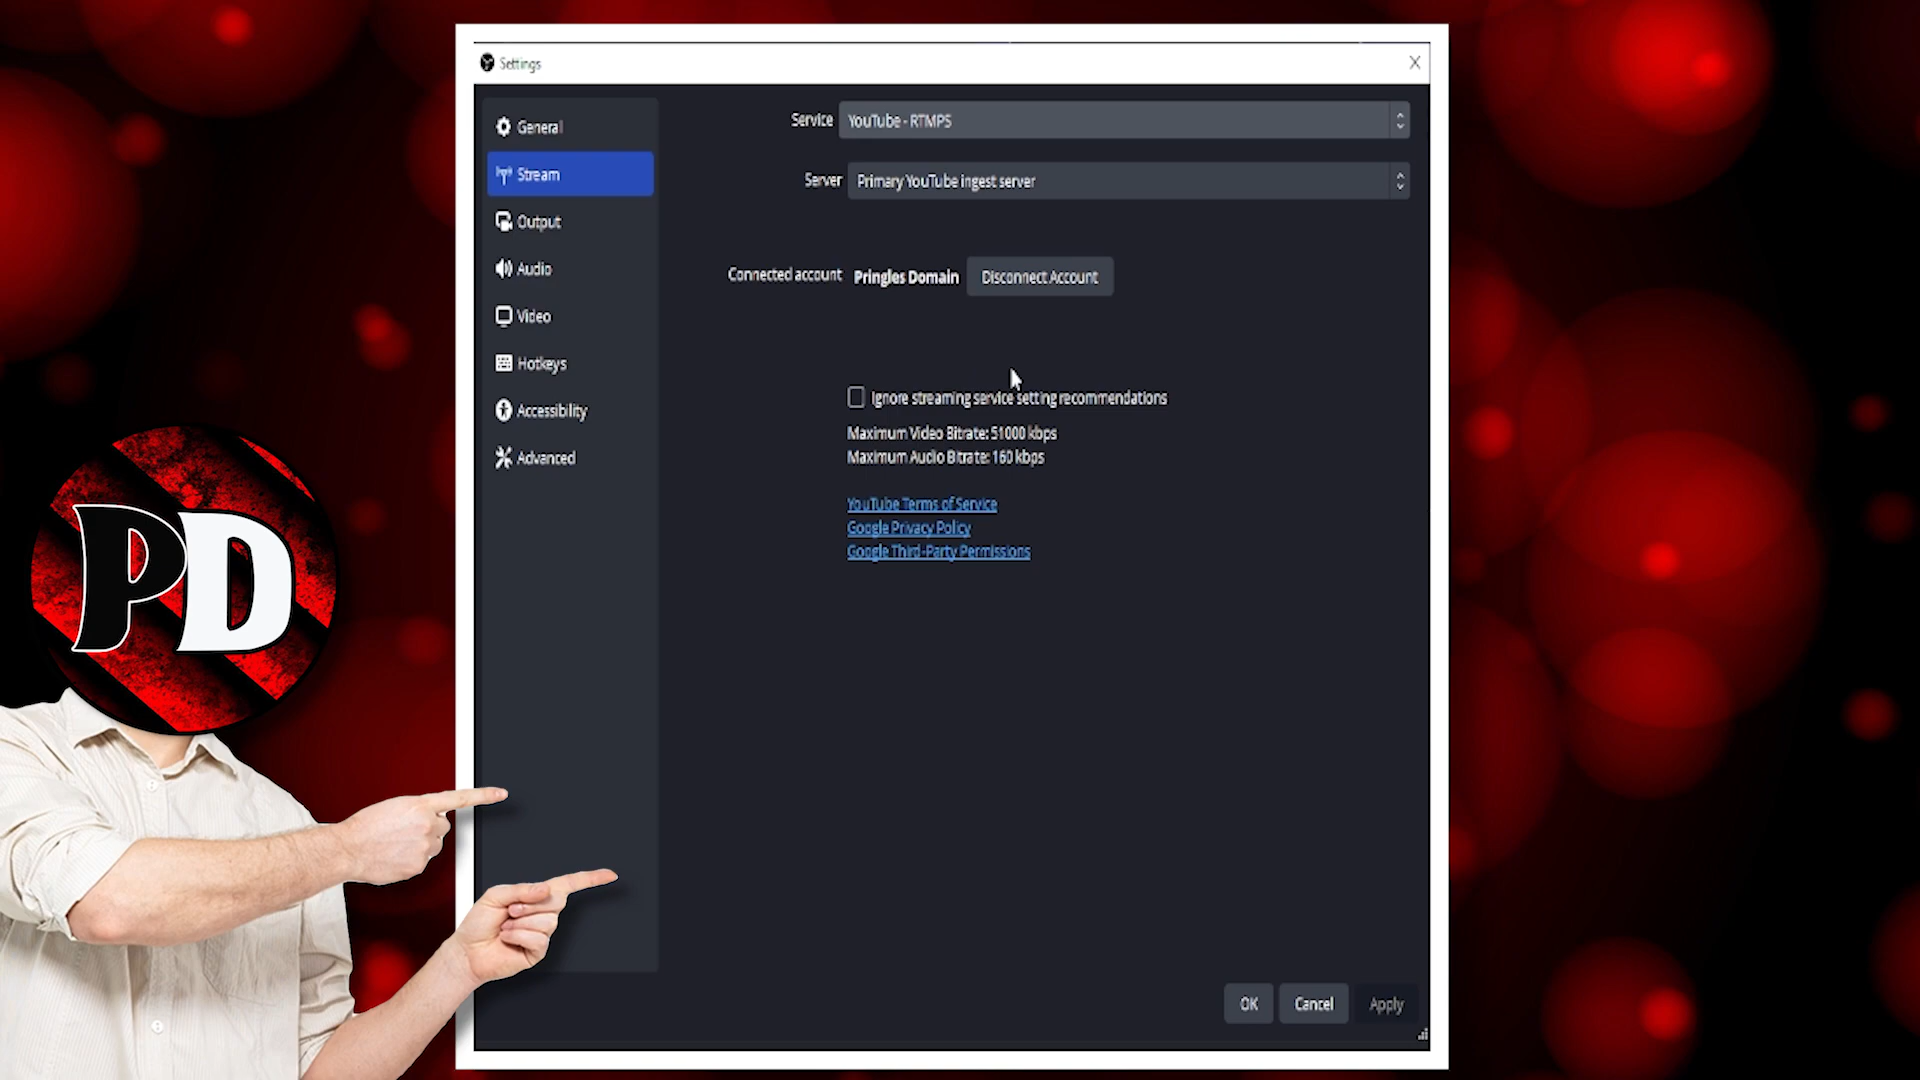 Settings
General
Stream
Output
Audio
Video
Hotkeys
Accessibility
Advanced
Service YouTube - RTMPS
Server Primary YouTube ingest server
Connected account Pringles Domain Disconnect Account
Ignore streaming service setting recommendations
Maximum Video Bitrate: 51000 kbps
Maximum Audio Bitrate: 160 kbps
YouTube Terms of Service
Google Privacy Policy
Google Third-Party Permissions
OK Cancel Apply
PD